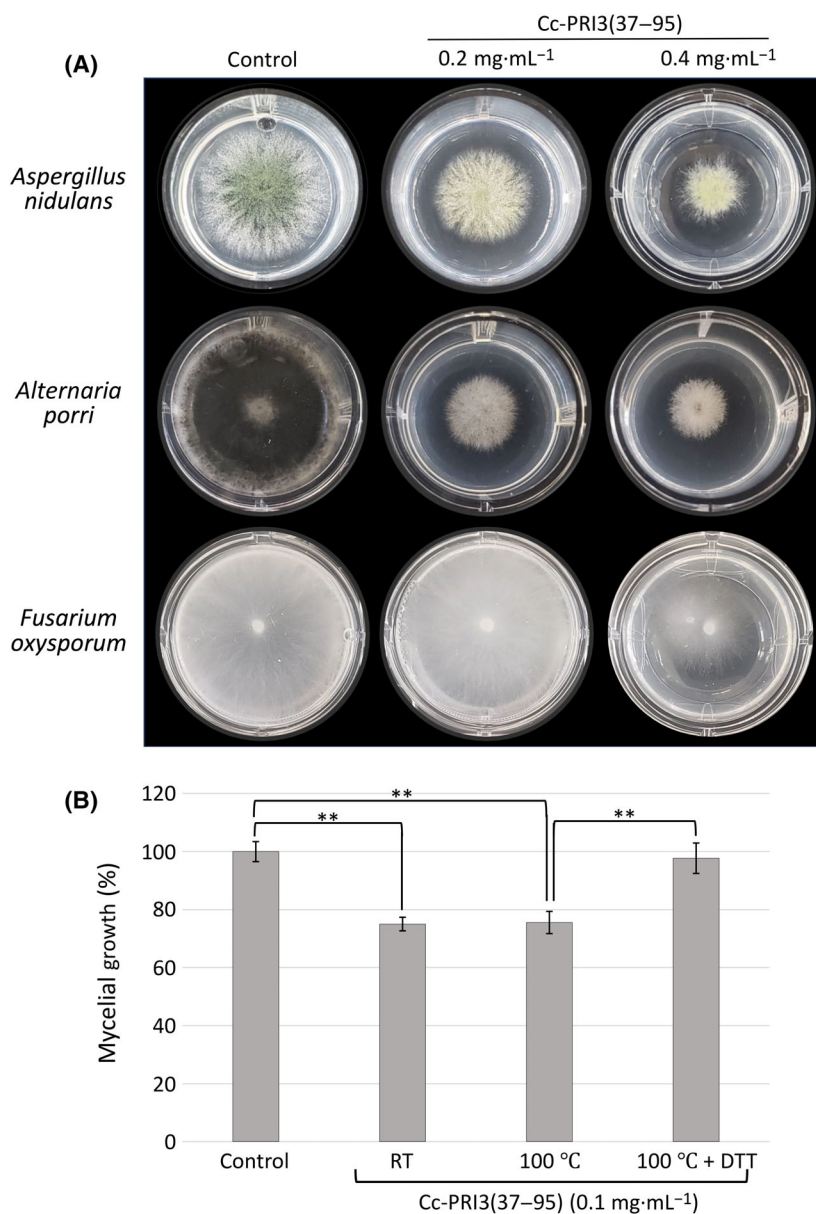 Cc-PRI3(37–95)
(A)
Control
0.2 mg·mL⁻¹
0.4 mg·mL⁻¹
Aspergillus
nidulans
Alternaria
porri
Fusarium
oxysporum
(B)
120
100
80
60
40
20
0
Mycelial growth (%)
**
**
**
Control
RT
100 °C
100 °C + DTT
Cc-PRI3(37–95) (0.1 mg·mL⁻¹)